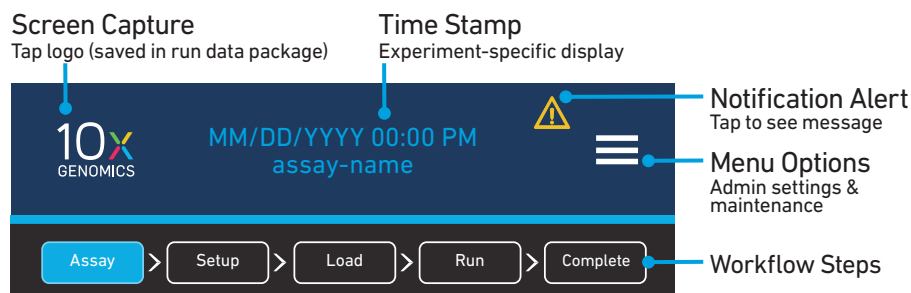 Screen Capture
Tap logo (saved in run data package)
Time Stamp
Experiment-specific display
10x
GENOMICS
MM/DD/YYYY 00:00 PM
assay-name
Notification Alert
Tap to see message
Menu Options
Admin settings &
maintenance
Assay > Setup > Load > Run > Complete
Workflow Steps